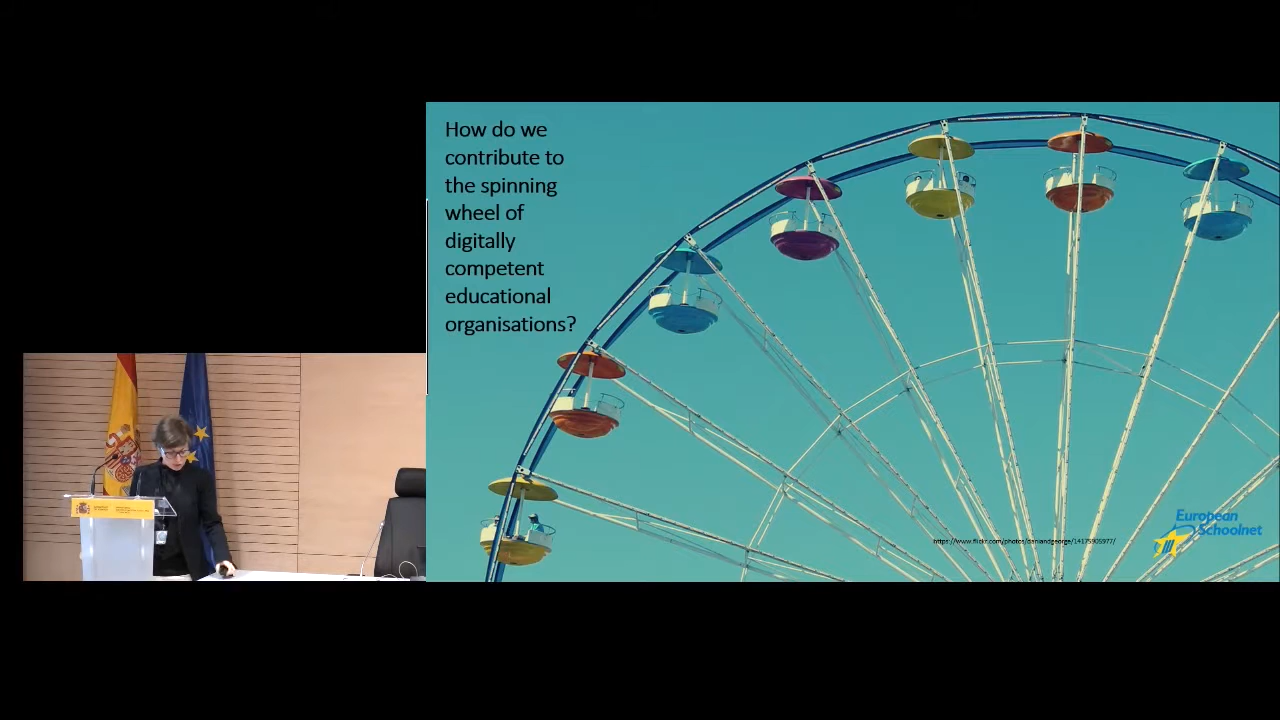 How do we
contribute to
the spinning
wheel of
digitally
competent
educational
organisations?
European
Schoolnet